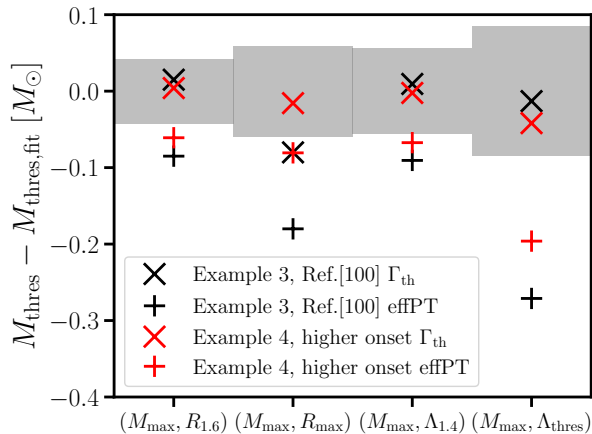 0.1
0.0
−0.1
−0.2
−0.3
−0.4
M_thres − M_thres,fit [M_⊙]
Example 3, Ref.[100] Γ_th
Example 3, Ref.[100] effPT
Example 4, higher onset Γ_th
Example 4, higher onset effPT
(M_max, R_1.6) (M_max, R_max) (M_max, Λ_1.4) (M_max, Λ_thres)